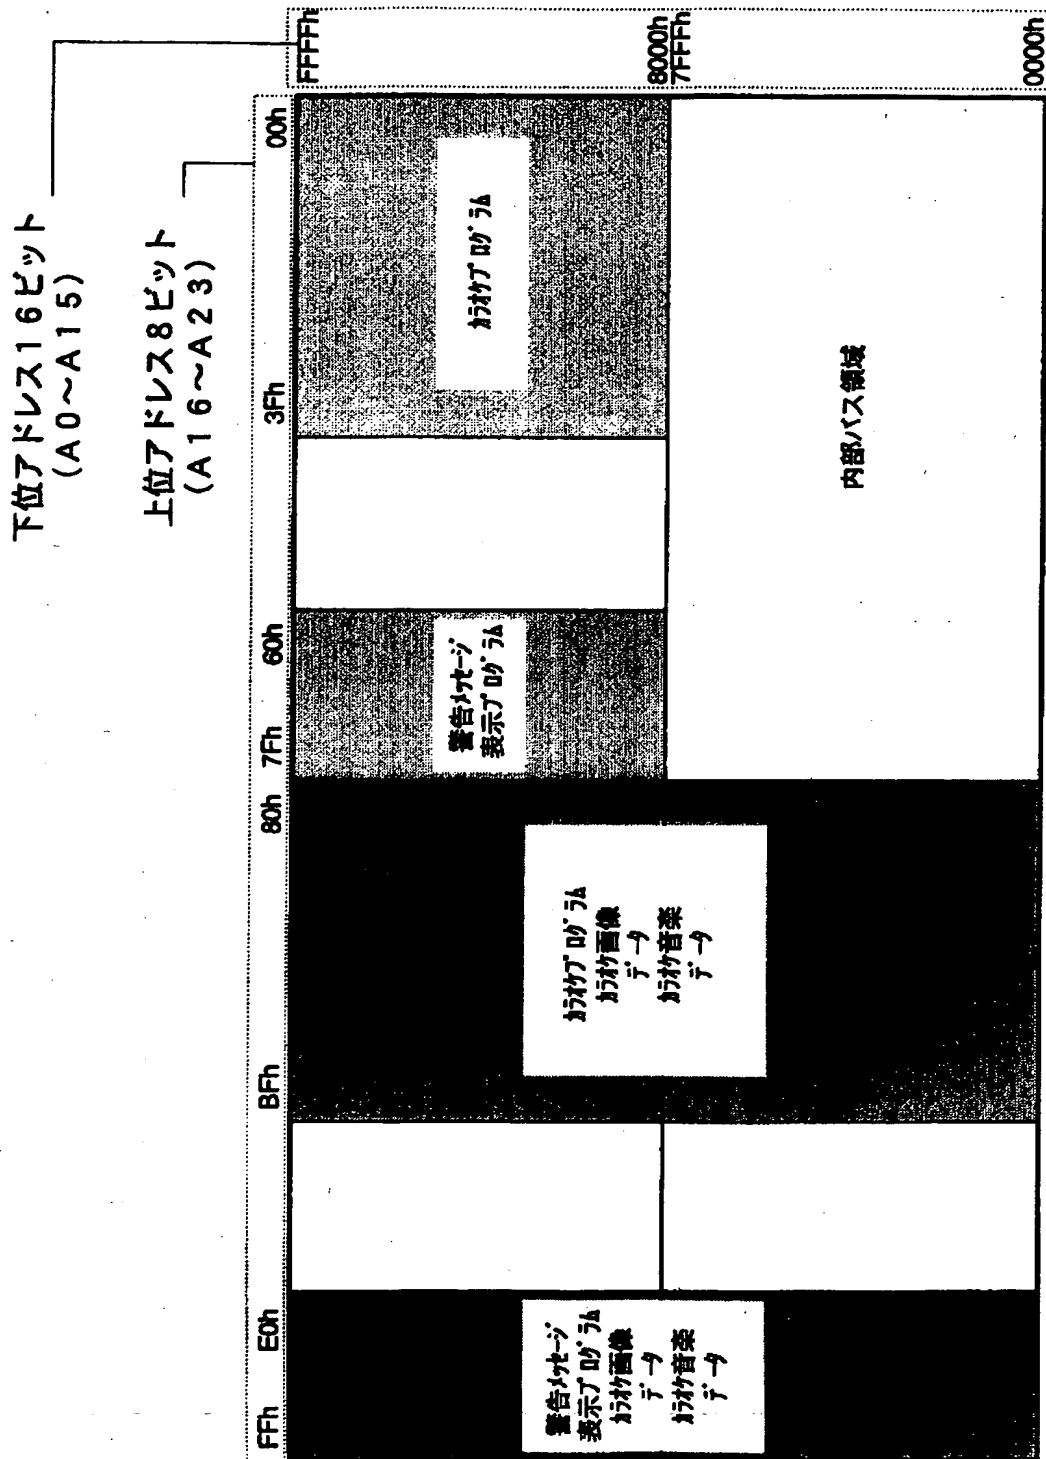 下位アドレス16ビット
(A0～A15)
上位アドレス8ビット
(A16～A23)
FFh
E0h
BFh
80h
7Fh
60h
3Fh
00h
FFFFh
8000h
7FFFh
0000h
警告ﾒｯｾｰｼﾞ
表示ﾌﾟﾛｸﾞﾗﾑ
ｶﾗｵｹ画像
ﾃﾞｰﾀ
ｶﾗｵｹ音楽
ﾃﾞｰﾀ
ｶﾗｵｹﾌﾟﾛｸﾞﾗﾑ
ｶﾗｵｹ画像
ﾃﾞｰﾀ
ｶﾗｵｹ音楽
ﾃﾞｰﾀ
警告ﾒｯｾｰｼﾞ
表示ﾌﾟﾛｸﾞﾗﾑ
ｶﾗｵｹﾌﾟﾛｸﾞﾗﾑ
内部バス領域